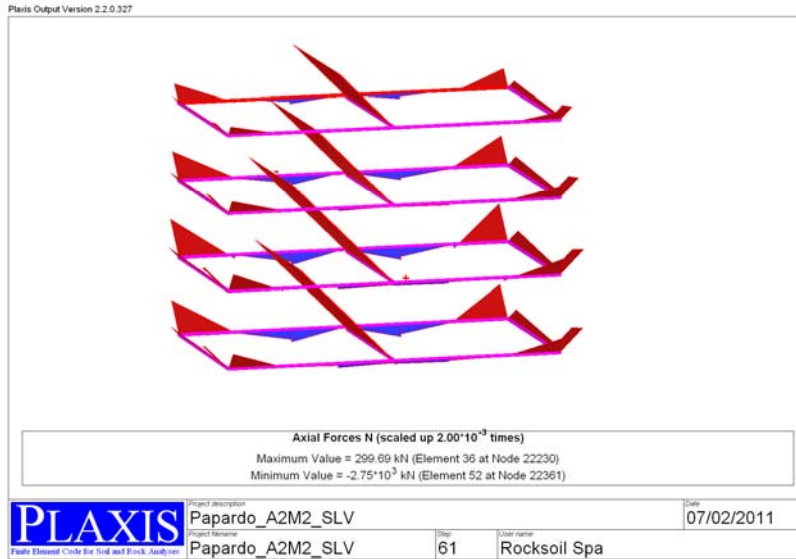 Plaxis Output Version 2.2.0.327
Axial Forces N (scaled up 2.00*10⁻³ times)
Maximum Value = 299.69 kN (Element 36 at Node 22230)
Minimum Value = -2.75*10³ kN (Element 52 at Node 22361)
PLAXIS
Finite Element Code for Soil and Rock Analyses
Project description
Papardo_A2M2_SLV
Date
07/02/2011
Project filename
Papardo_A2M2_SLV
Step
61
User name
Rocksoil Spa